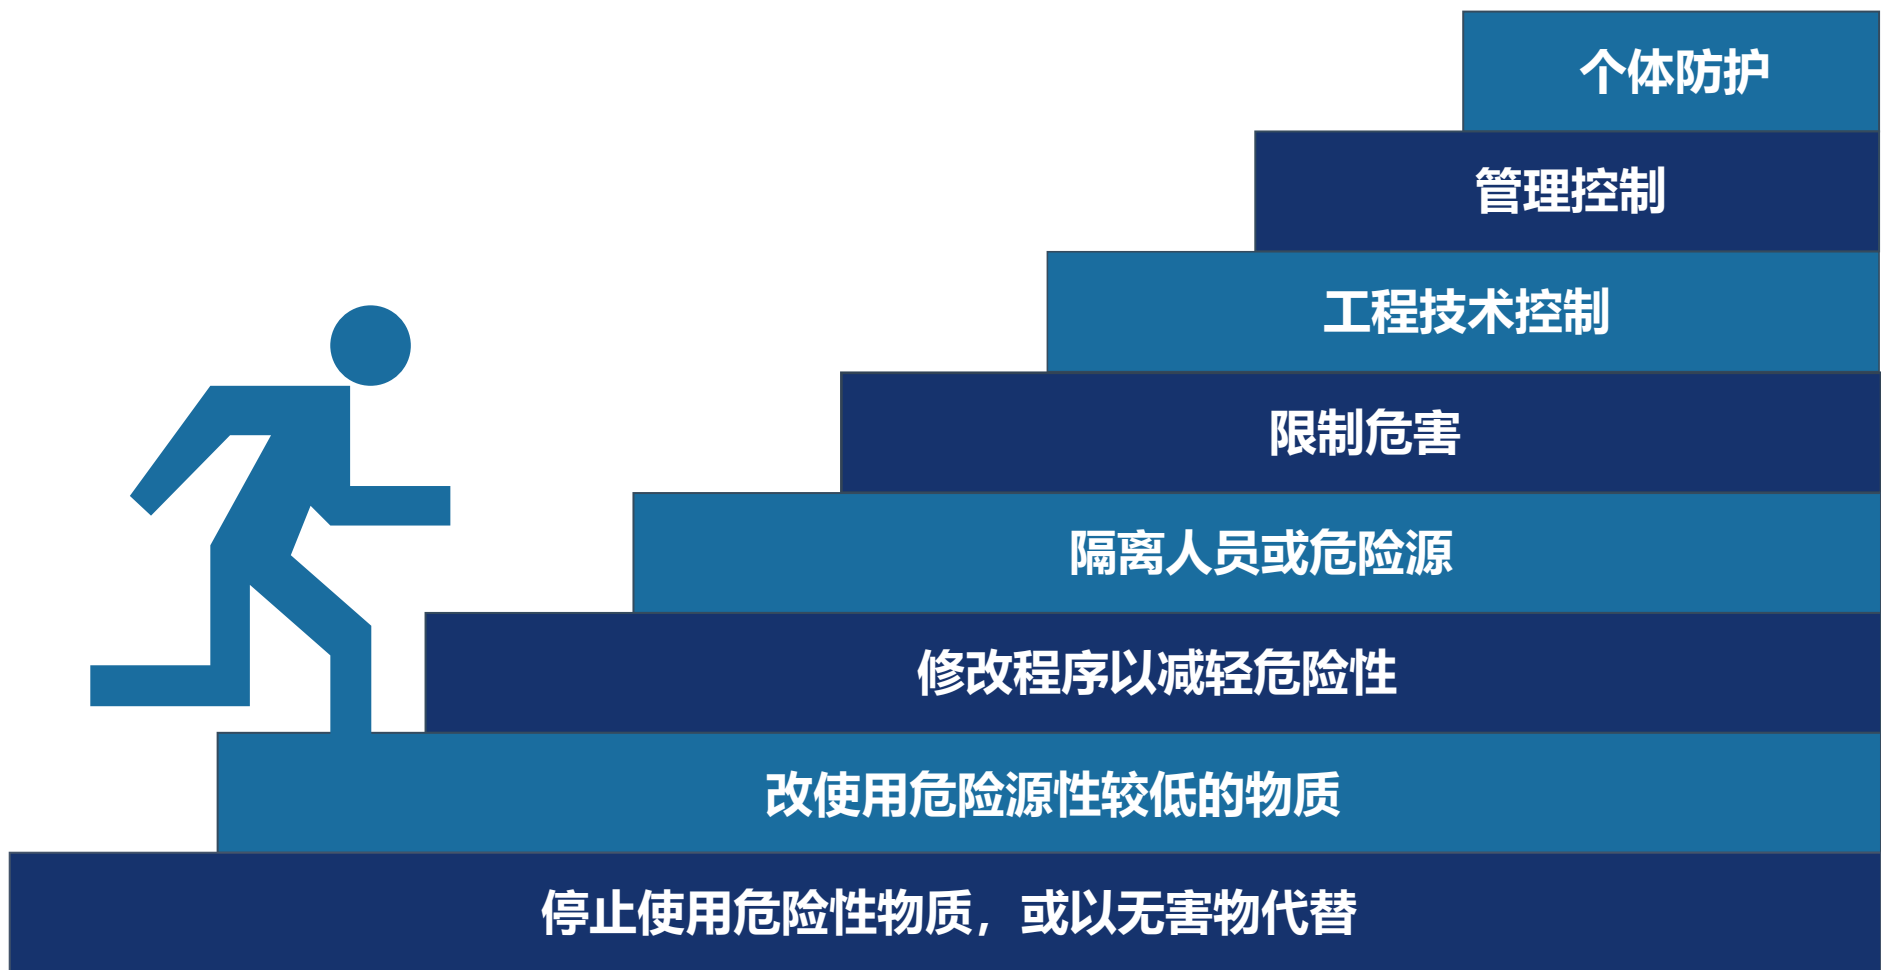 个体防护
管理控制
工程技术控制
限制危害
隔离人员或危险源
修改程序以减轻危险性
改使用危险源性较低的物质
停止使用危险性物质，或以无害物代替